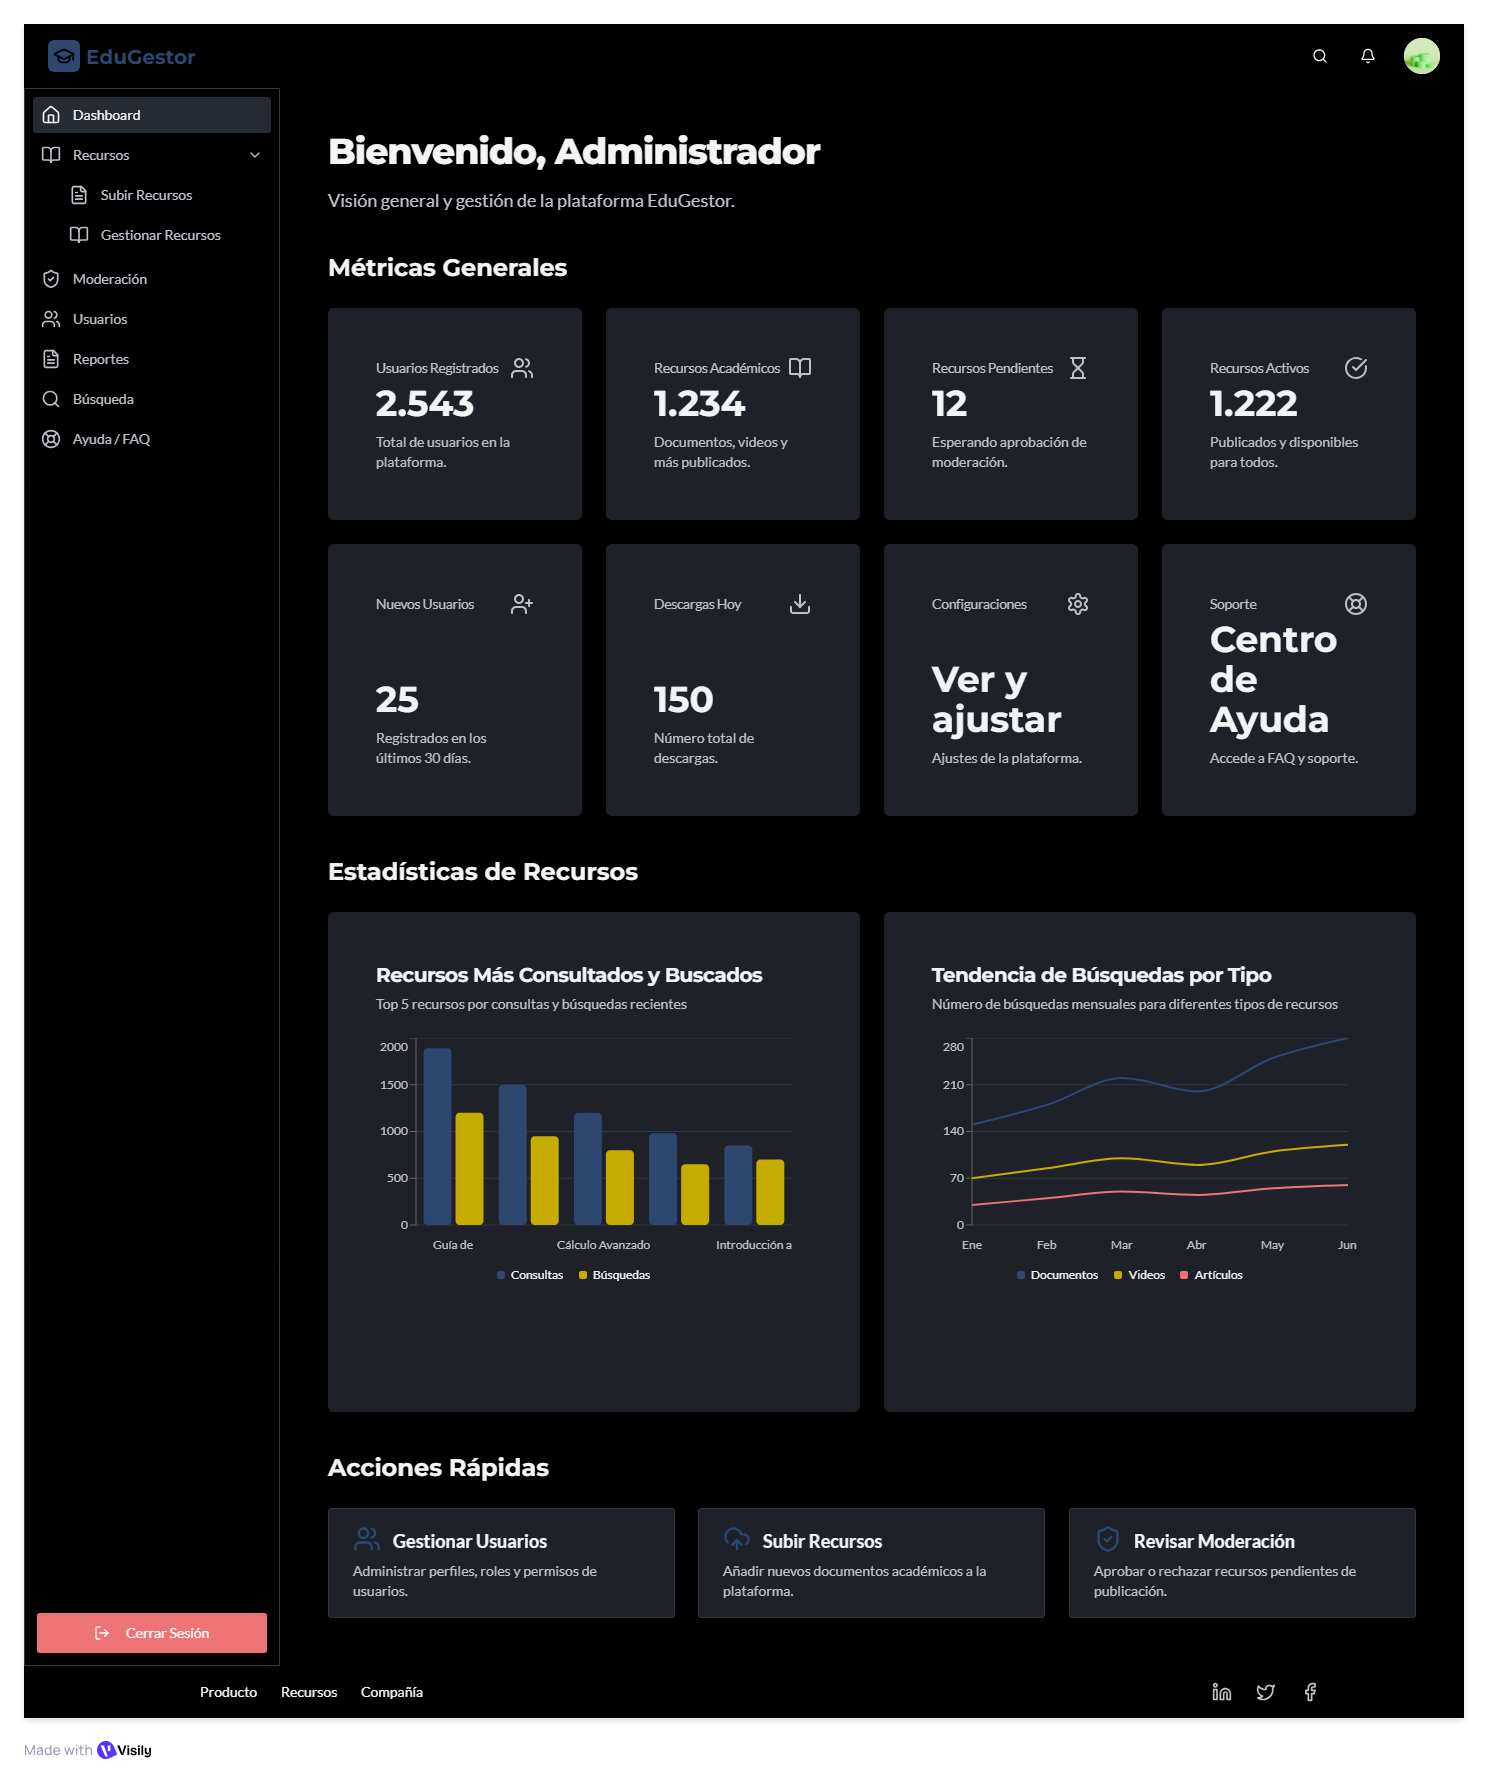 EduGestor
Dashboard
Recursos
Subir Recursos
Gestionar Recursos
Moderación
Usuarios
Reportes
Búsqueda
Ayuda / FAQ
Cerrar Sesión
Bienvenido, Administrador
Visión general y gestión de la plataforma EduGestor.
Métricas Generales
Usuarios Registrados
2.543
Total de usuarios en la
plataforma.
Recursos Académicos
1.234
Documentos, videos y
más publicados.
Recursos Pendientes
12
Esperando aprobación de
moderación.
Recursos Activos
1.222
Publicados y disponibles
para todos.
Nuevos Usuarios
25
Registrados en los
últimos 30 días.
Descargas Hoy
150
Número total de
descargas.
Configuraciones
Ver y
ajustar
Ajustes de la plataforma.
Soporte
Centro
de
Ayuda
Accede a FAQ y soporte.
Estadísticas de Recursos
Recursos Más Consultados y Buscados
Top 5 recursos por consultas y búsquedas recientes
2000
1500
1000
500
0
Guía de Cálculo Avanzado Introducción a
Consultas Búsquedas
Tendencia de Búsquedas por Tipo
Número de búsquedas mensuales para diferentes tipos de recursos
280
210
140
70
0
Ene Feb Mar Abr May Jun
Documentos Videos Artículos
Acciones Rápidas
Gestionar Usuarios
Administrar perfiles, roles y permisos de
usuarios.
Subir Recursos
Añadir nuevos documentos académicos a la
plataforma.
Revisar Moderación
Aprobar o rechazar recursos pendientes de
publicación.
Producto Recursos Compañía
Made with Visily